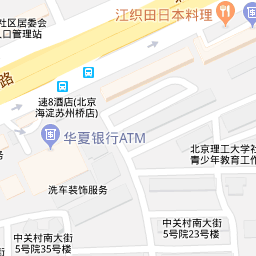 江织田日本料理
社区居委会
人口管理站
路
速8酒店(北京
海淀苏州桥店)
华夏银行ATM
北京理工大学社
青少年教育工作
务
洗车装饰服务
中关村南大街
5号院23号楼
中关村南大街
5号院35号楼